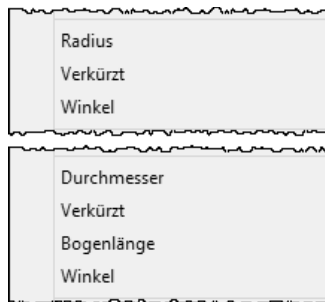 Radius
Verkürzt
Winkel
Durchmesser
Verkürzt
Bogenlänge
Winkel